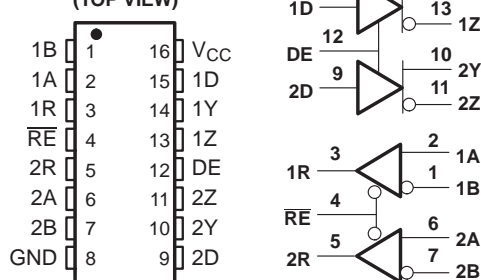 (TOP VIEW)
1B 1 16 VCC
1A 2 15 1D
1R 3 14 1Y
RE 4 13 1Z
2R 5 12 DE
2A 6 11 2Z
2B 7 10 2Y
GND 8 9 2D
1D 13 1Z
DE 12
2D 9 10 2Y
11 2Z
1R 3 2 1A
1 1B
RE 4
2R 5 6 2A
7 2B